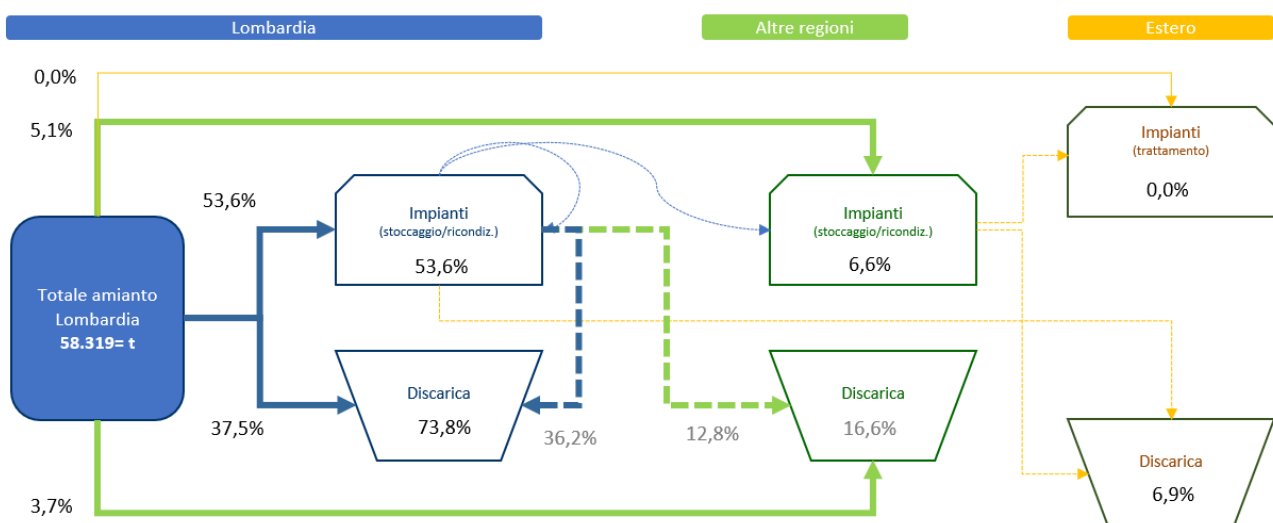 Lombardia
Altre regioni
Estero
0,0%
5,1%
53,6%
Impianti
(stoccaggio/ricondiz.)
53,6%
Impianti
(stoccaggio/ricondiz.)
6,6%
Impianti
(trattamento)
0,0%
Totale amianto
Lombardia
58.319= t
37,5%
Discarica
73,8%
36,2%
12,8%
Discarica
16,6%
Discarica
6,9%
3,7%